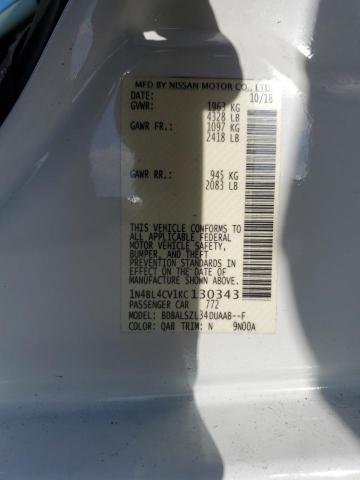 MFD BY NISSAN MOTOR CO., LTD.
DATE: 10/18
GVWR: 1963 KG
4328 LB
GAWR FR.: 1097 KG
2418 LB
GAWR RR.: 945 KG
2083 LB
THIS VEHICLE CONFORMS TO ALL
APPLICABLE FEDERAL
MOTOR VEHICLE SAFETY,
BUMPER, AND THEFT
PREVENTION STANDARDS IN
EFFECT ON THE DATE OF
MANUFACTURE SHOWN ABOVE.
1N4BL4CV1KC130343
PASSENGER CAR 772
MODEL: BDBALSZL34DUAAB--F
COLOR: QAB TRIM: N 9N00A